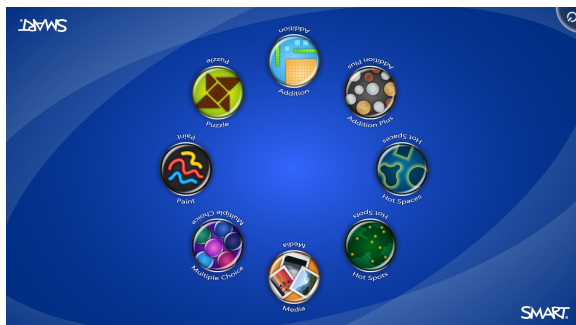 SMART
Addition
Addition
Puzzle
Puzzle
Addition Plus
Addition Plus
Paint
Paint
Hot Spaces
Hot Spaces
Multiple Choice
Multiple Choice
Hot Spots
Hot Spots
Media
Media
SMART